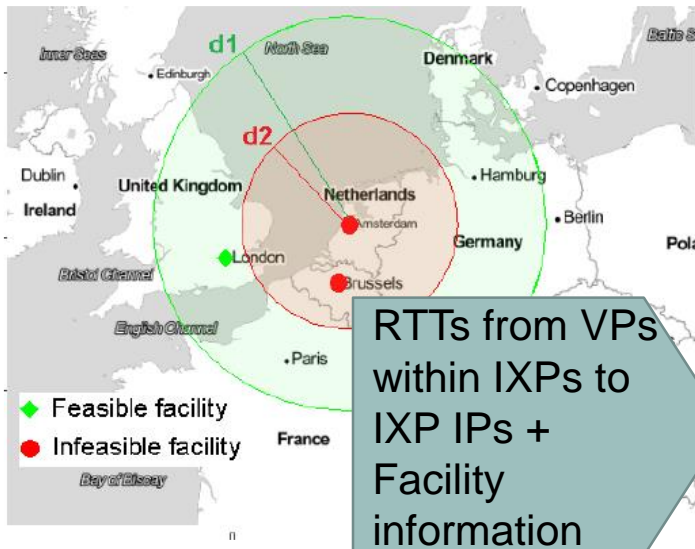 d1
North Sea
Inner Seas
Denmark
Baltic S
Edinburgh
Copenhagen
d2
Dublin
United Kingdom
Netherlands
Hamburg
Ireland
Amsterdam
Berlin
London
Germany
Pola
Bristol Channel
Brussels
English Channel
Paris
RTTs from VPs
within IXPs to
IXP IPs +
Facility
information
Feasible facility
Infeasible facility
France
Bay of Biscay
0